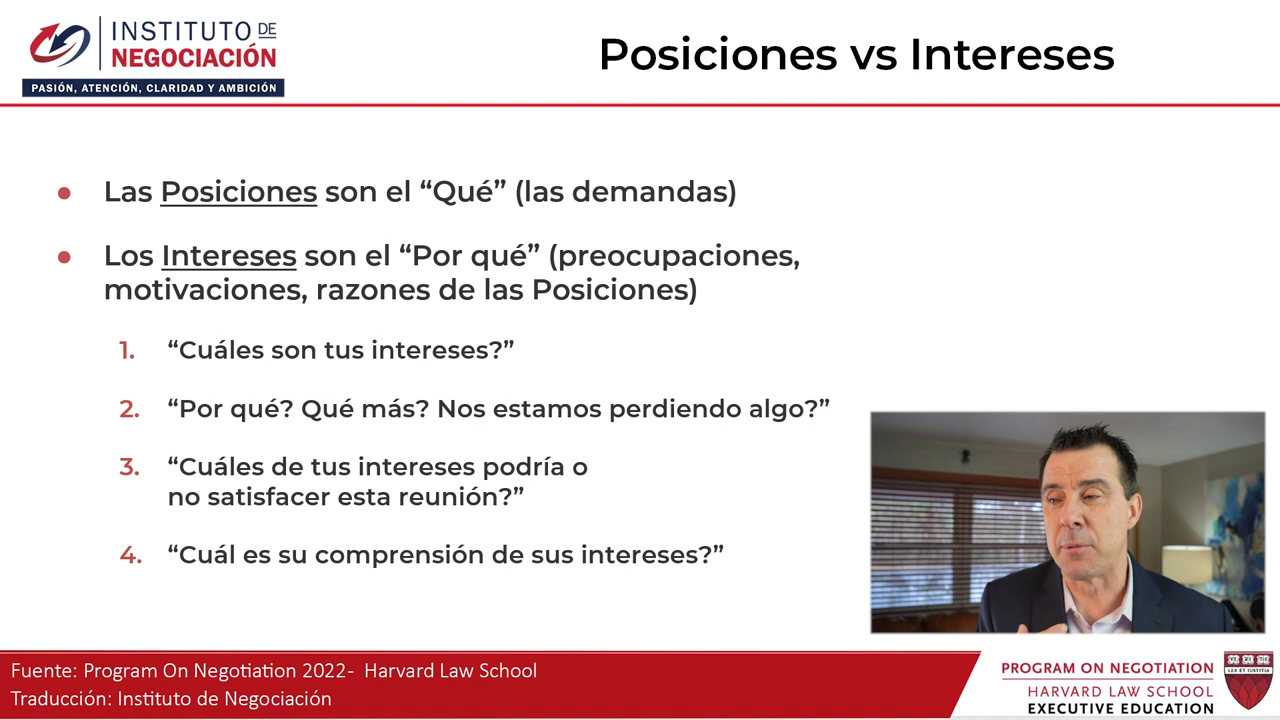 INSTITUTO DE
NEGOCIACIÓN
PASIÓN, ATENCIÓN, CLARIDAD Y AMBICIÓN
Posiciones vs Intereses
● Las Posiciones son el “Qué” (las demandas)
● Los Intereses son el “Por qué” (preocupaciones,
motivaciones, razones de las Posiciones)
1. “Cuáles son tus intereses?”
2. “Por qué? Qué más? Nos estamos perdiendo algo?”
3. “Cuáles de tus intereses podría o
no satisfacer esta reunión?”
4. “Cuál es su comprensión de sus intereses?”
Fuente: Program On Negotiation 2022- Harvard Law School
Traducción: Instituto de Negociación
PROGRAM ON NEGOTIATION
HARVARD LAW SCHOOL
EXECUTIVE EDUCATION
LEX ET IUSTITIA